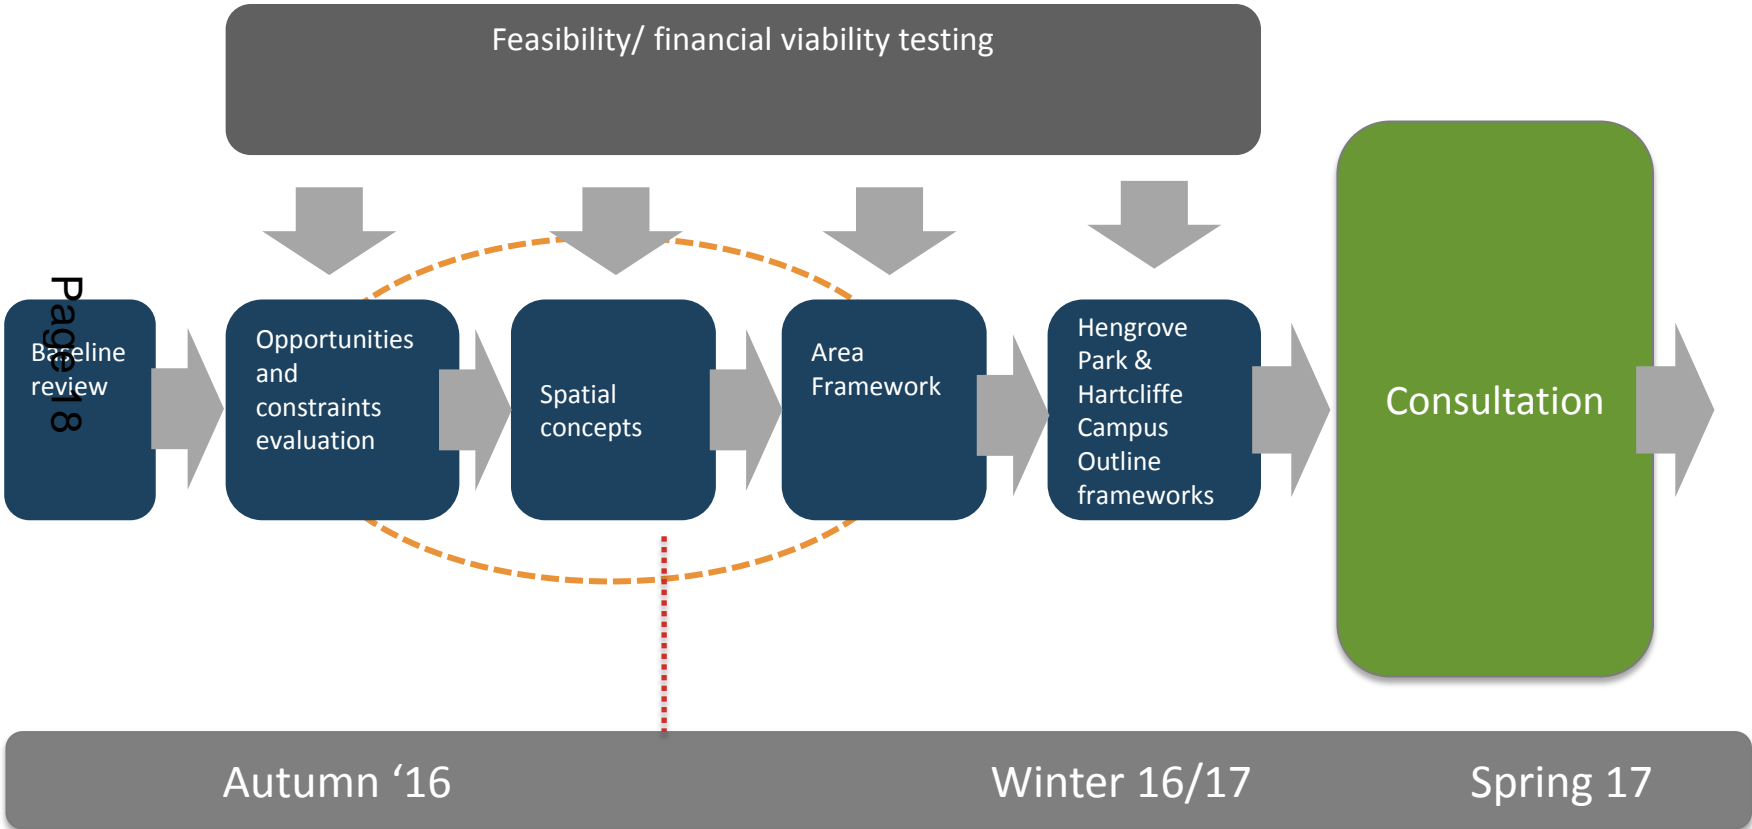 Feasibility/ financial viability testing
Page 18
Baseline
review
Opportunities
and
constraints
evaluation
Spatial
concepts
Area
Framework
Hengrove
Park &
Hartcliffe
Campus
Outline
frameworks
Consultation
Autumn ‘16
Winter 16/17
Spring 17